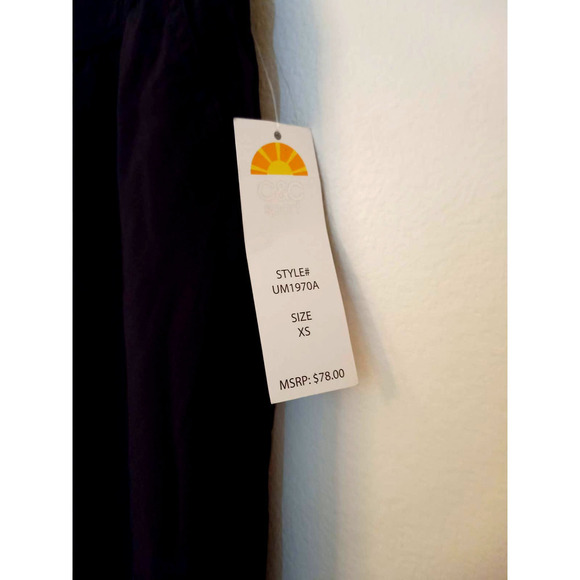 STYLE#
UM1970A
SIZE
XS
MSRP: $78.00